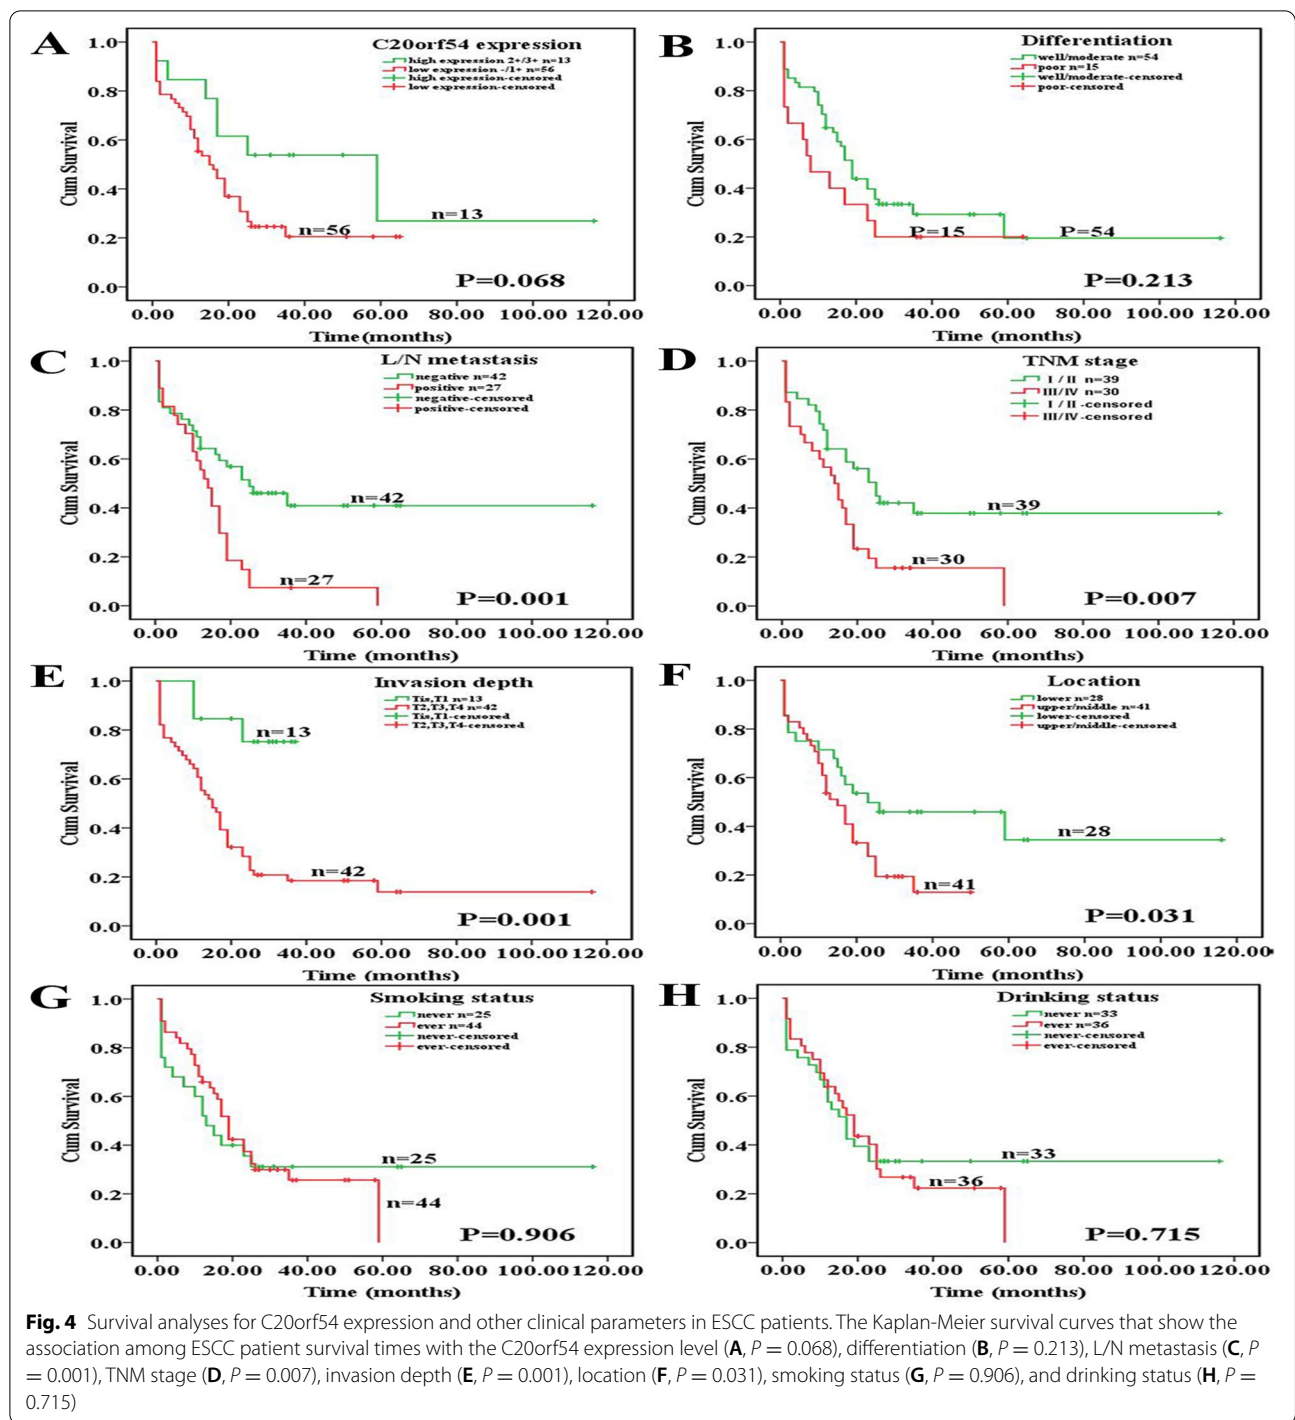 A
C20orf54 expression
high expression 2+/3+ n=13
low expression -/1+ n=56
high expression-censored
low expression-censored
Cum Survival
1.0
0.8
0.6
0.4
0.2
0.0
n=13
n=56
P=0.068
0.00 20.00 40.00 60.00 80.00 100.00 120.00
Time(months)
B
Differentiation
well/moderate n=54
poor n=15
well/moderate-censored
poor-censored
Cum Survival
1.0
0.8
0.6
0.4
0.2
0.0
P=15 P=54
P=0.213
0.00 20.00 40.00 60.00 80.00 100.00 120.00
Time (months)
C
L/N metastasis
negative n=42
positive n=27
negative-censored
positive-censored
Cum Survival
1.0
0.8
0.6
0.4
0.2
0.0
n=42
n=27
P=0.001
0.00 20.00 40.00 60.00 80.00 100.00 120.00
Time (months)
D
TNM stage
I / II n=39
III/IV n=30
I / II -censored
III/IV-censored
Cum Survival
1.0
0.8
0.6
0.4
0.2
0.0
n=39
n=30
P=0.007
0.00 20.00 40.00 60.00 80.00 100.00 120.00
Time (months)
E
Invasion depth
Tis,T1 n=13
T2,T3,T4 n=42
Tis,T1-censored
T2,T3,T4-censored
Cum Survival
1.0
0.8
0.6
0.4
0.2
0.0
n=13
n=42
P=0.001
0.00 20.00 40.00 60.00 80.00 100.00 120.00
Time (months)
F
Location
lower n=28
upper/middle n=41
lower-censored
upper/middle-censored
Cum Survival
1.0
0.8
0.6
0.4
0.2
0.0
n=28
n=41
P=0.031
0.00 20.00 40.00 60.00 80.00 100.00 120.00
Time (months)
G
Smoking status
never n=25
ever n=44
never-censored
ever-censored
Cum Survival
1.0
0.8
0.6
0.4
0.2
0.0
n=25
n=44
P=0.906
0.00 20.00 40.00 60.00 80.00 100.00 120.00
Time (months)
H
Drinking status
never n=33
ever n=36
never-censored
ever-censored
Cum Survival
1.0
0.8
0.6
0.4
0.2
0.0
n=33
n=36
P=0.715
0.00 20.00 40.00 60.00 80.00 100.00 120.00
Time (months)
Fig. 4 Survival analyses for C20orf54 expression and other clinical parameters in ESCC patients. The Kaplan-Meier survival curves that show the
association among ESCC patient survival times with the C20orf54 expression level (A, P = 0.068), differentiation (B, P = 0.213), L/N metastasis (C, P
= 0.001), TNM stage (D, P = 0.007), invasion depth (E, P = 0.001), location (F, P = 0.031), smoking status (G, P = 0.906), and drinking status (H, P =
0.715)